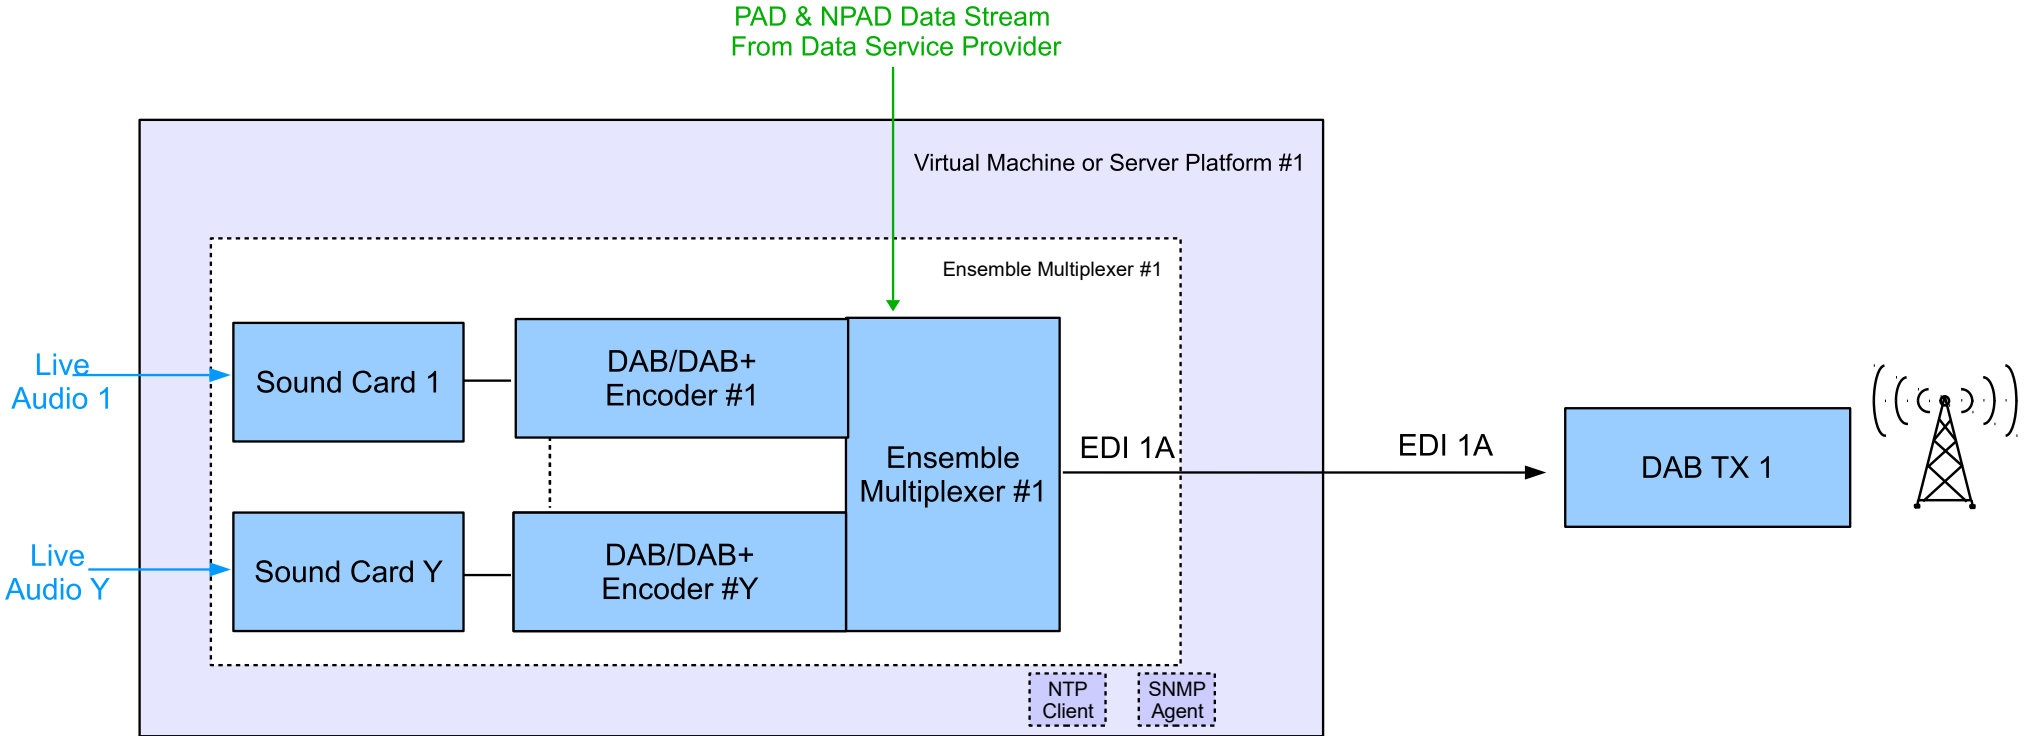 PAD & NPAD Data Stream
From Data Service Provider
Virtual Machine or Server Platform #1
Ensemble Multiplexer #1
Live
Audio 1
Sound Card 1
DAB/DAB+
Encoder #1
Ensemble
Multiplexer #1
EDI 1A
EDI 1A
DAB TX 1
Live
Audio Y
Sound Card Y
DAB/DAB+
Encoder #Y
NTP
Client
SNMP
Agent